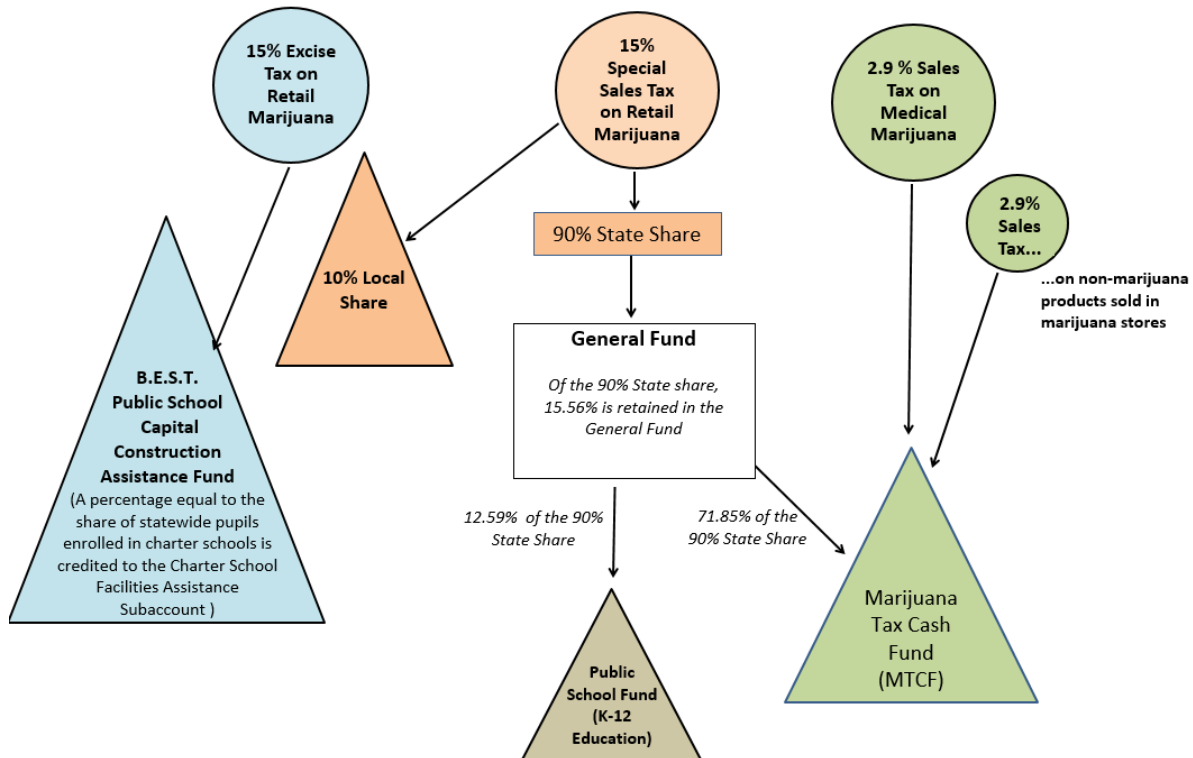 15% Excise
Tax on
Retail
Marijuana
15%
Special
Sales Tax
on Retail
Marijuana
2.9 % Sales
Tax on
Medical
Marijuana
2.9%
Sales
Tax...
...on non-marijuana
products sold in
marijuana stores
90% State Share
10% Local
Share
General Fund
Of the 90% State share,
15.56% is retained in the
General Fund
B.E.S.T.
Public School
Capital
Construction
Assistance Fund
(A percentage equal to the
share of statewide pupils
enrolled in charter schools is
credited to the Charter School
Facilities Assistance
Subaccount )
12.59% of the 90%
State Share
71.85% of the
90% State Share
Marijuana
Tax Cash
Fund
(MTCF)
Public
School Fund
(K-12
Education)